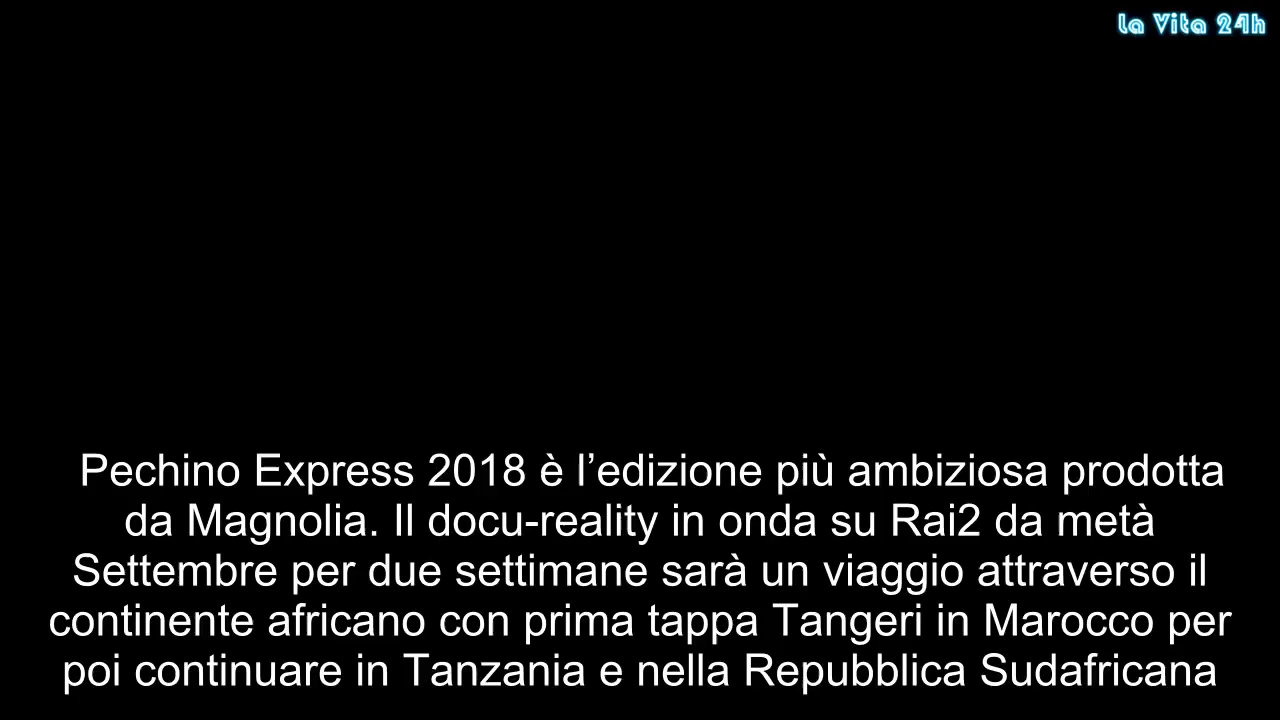 La Vita 24h
Pechino Express 2018 è l’edizione più ambiziosa prodotta
da Magnolia. Il docu-reality in onda su Rai2 da metà
Settembre per due settimane sarà un viaggio attraverso il
continente africano con prima tappa Tangeri in Marocco per
poi continuare in Tanzania e nella Repubblica Sudafricana